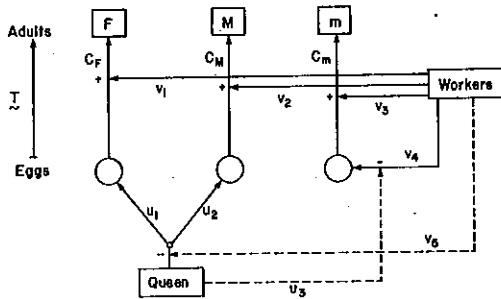 Adults
F
M
m
C_F
C_M
C_m
+
v_1
+
v_2
+
v_3
Workers
T
Eggs
-
v_4
u_1
u_2
-
v_5
Queen
u_3